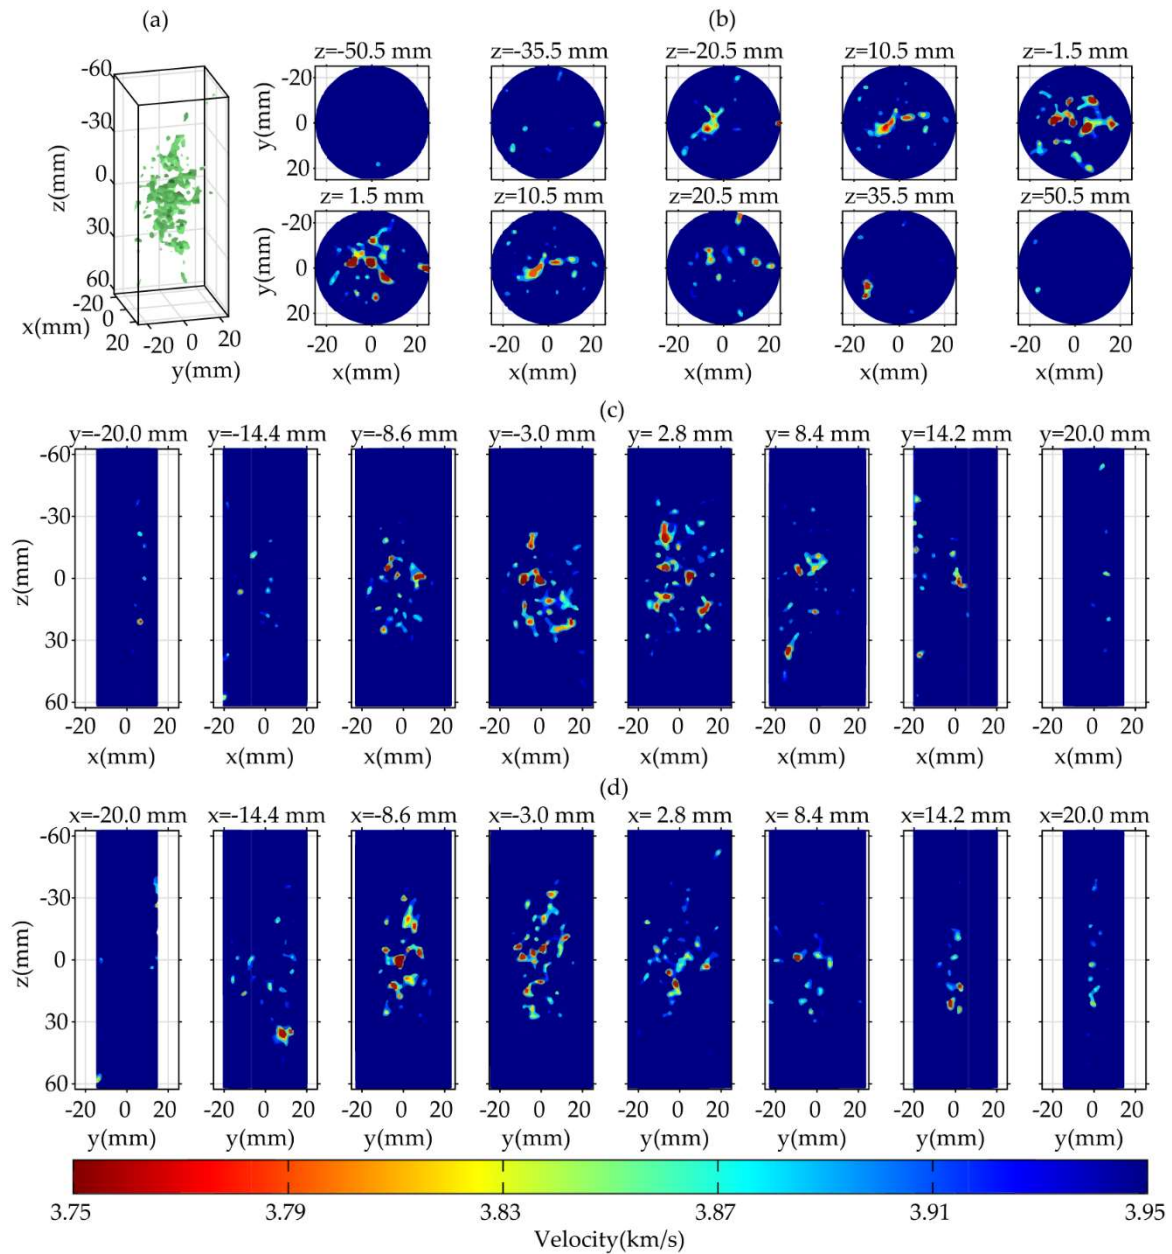 (a)
(b)
z=-50.5 mm z=-35.5 mm z=-20.5 mm z=10.5 mm z=-1.5 mm
-60
-30
0
30
60
z(mm)
-20
0
20
x(mm)
-20
0
20
y(mm)
-20
0
20
y(mm)
z= 1.5 mm z=10.5 mm z=20.5 mm z=35.5 mm z=50.5 mm
-20
0
20
y(mm)
-20 0 20 -20 0 20 -20 0 20 -20 0 20 -20 0 20
x(mm) x(mm) x(mm) x(mm) x(mm)
(c)
y=-20.0 mm y=-14.4 mm y=-8.6 mm y=-3.0 mm y= 2.8 mm y= 8.4 mm y=14.2 mm y=20.0 mm
-60
-30
0
30
60
z(mm)
-20 0 20 -20 0 20 -20 0 20 -20 0 20 -20 0 20 -20 0 20 -20 0 20 -20 0 20
x(mm) x(mm) x(mm) x(mm) x(mm) x(mm) x(mm) x(mm)
(d)
x=-20.0 mm x=-14.4 mm x=-8.6 mm x=-3.0 mm x= 2.8 mm x= 8.4 mm x=14.2 mm x=20.0 mm
-60
-30
0
30
60
z(mm)
-20 0 20 -20 0 20 -20 0 20 -20 0 20 -20 0 20 -20 0 20 -20 0 20 -20 0 20
y(mm) y(mm) y(mm) y(mm) y(mm) y(mm) y(mm) y(mm)
3.75 3.79 3.83 3.87 3.91 3.95
Velocity(km/s)